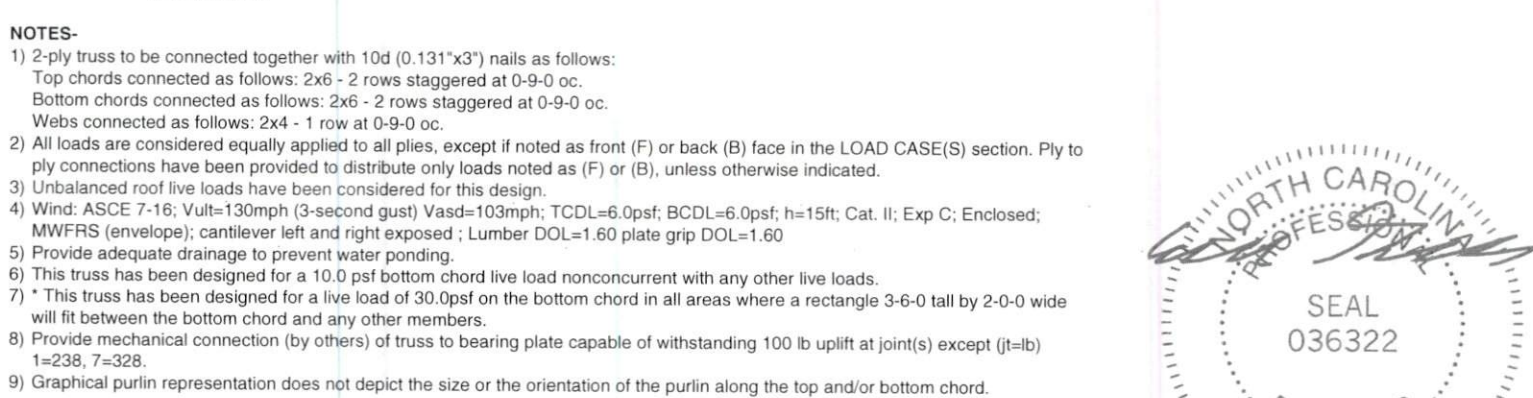 NOTES-
1) 2-ply truss to be connected together with 10d (0.131"x3") nails as follows:
Top chords connected as follows: 2x6 - 2 rows staggered at 0-9-0 oc.
Bottom chords connected as follows: 2x6 - 2 rows staggered at 0-9-0 oc.
Webs connected as follows: 2x4 - 1 row at 0-9-0 oc.
2) All loads are considered equally applied to all plies, except if noted as front (F) or back (B) face in the LOAD CASE(S) section. Ply to
ply connections have been provided to distribute only loads noted as (F) or (B), unless otherwise indicated.
3) Unbalanced roof live loads have been considered for this design.
4) Wind: ASCE 7-16; Vult=130mph (3-second gust) Vasd=103mph; TCDL=6.0psf; BCDL=6.0psf; h=15ft; Cat. II; Exp C; Enclosed;
MWFRS (envelope); cantilever left and right exposed ; Lumber DOL=1.60 plate grip DOL=1.60
5) Provide adequate drainage to prevent water ponding.
6) This truss has been designed for a 10.0 psf bottom chord live load nonconcurrent with any other live loads.
7) * This truss has been designed for a live load of 30.0psf on the bottom chord in all areas where a rectangle 3-6-0 tall by 2-0-0 wide
will fit between the bottom chord and any other members.
8) Provide mechanical connection (by others) of truss to bearing plate capable of withstanding 100 lb uplift at joint(s) except (jt=lb)
1=238, 7=328.
9) Graphical purlin representation does not depict the size or the orientation of the purlin along the top and/or bottom chord.
NORTH CAROLINA
PROFESSIONAL
SEAL
036322